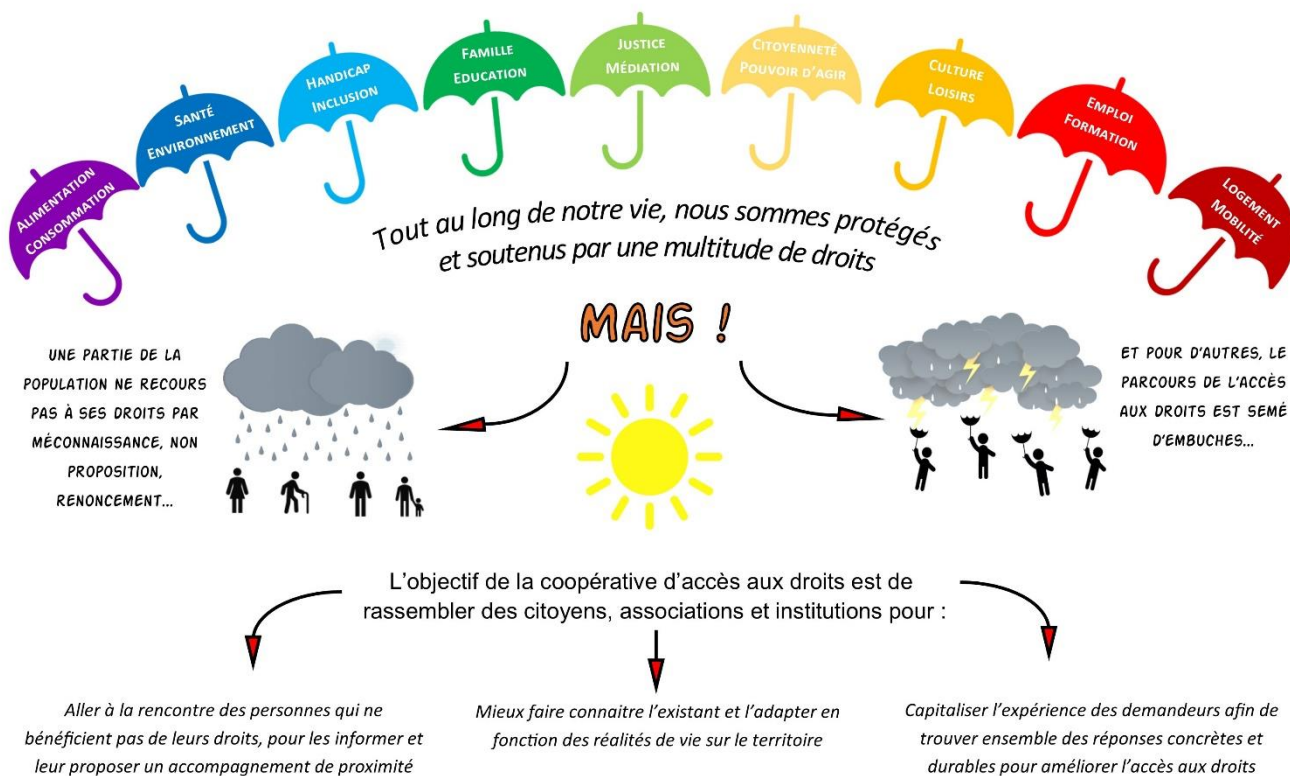 ALIMENTATION
CONSOMMATION
SANTÉ
ENVIRONNEMENT
HANDICAP
INCLUSION
FAMILLE
EDUCATION
JUSTICE
MÉDIATION
CITOYENNETÉ
POUVOIR D'AGIR
CULTURE
LOISIRS
EMPLOI
FORMATION
LOGEMENT
MOBILITÉ
Tout au long de notre vie, nous sommes protégés
et soutenus par une multitude de droits
MAIS !
UNE PARTIE DE LA
POPULATION NE RECOURS
PAS À SES DROITS PAR
MÉCONNAISSANCE, NON
PROPOSITION,
RENONCEMENT...
ET POUR D'AUTRES, LE
PARCOURS DE L'ACCÈS
AUX DROITS EST SEMÉ
D'EMBUCHES...
L'objectif de la coopérative d'accès aux droits est de
rassembler des citoyens, associations et institutions pour :
Aller à la rencontre des personnes qui ne
bénéficient pas de leurs droits, pour les informer et
leur proposer un accompagnement de proximité
Mieux faire connaitre l'existant et l'adapter en
fonction des réalités de vie sur le territoire
Capitaliser l'expérience des demandeurs afin de
trouver ensemble des réponses concrètes et
durables pour améliorer l'accès aux droits